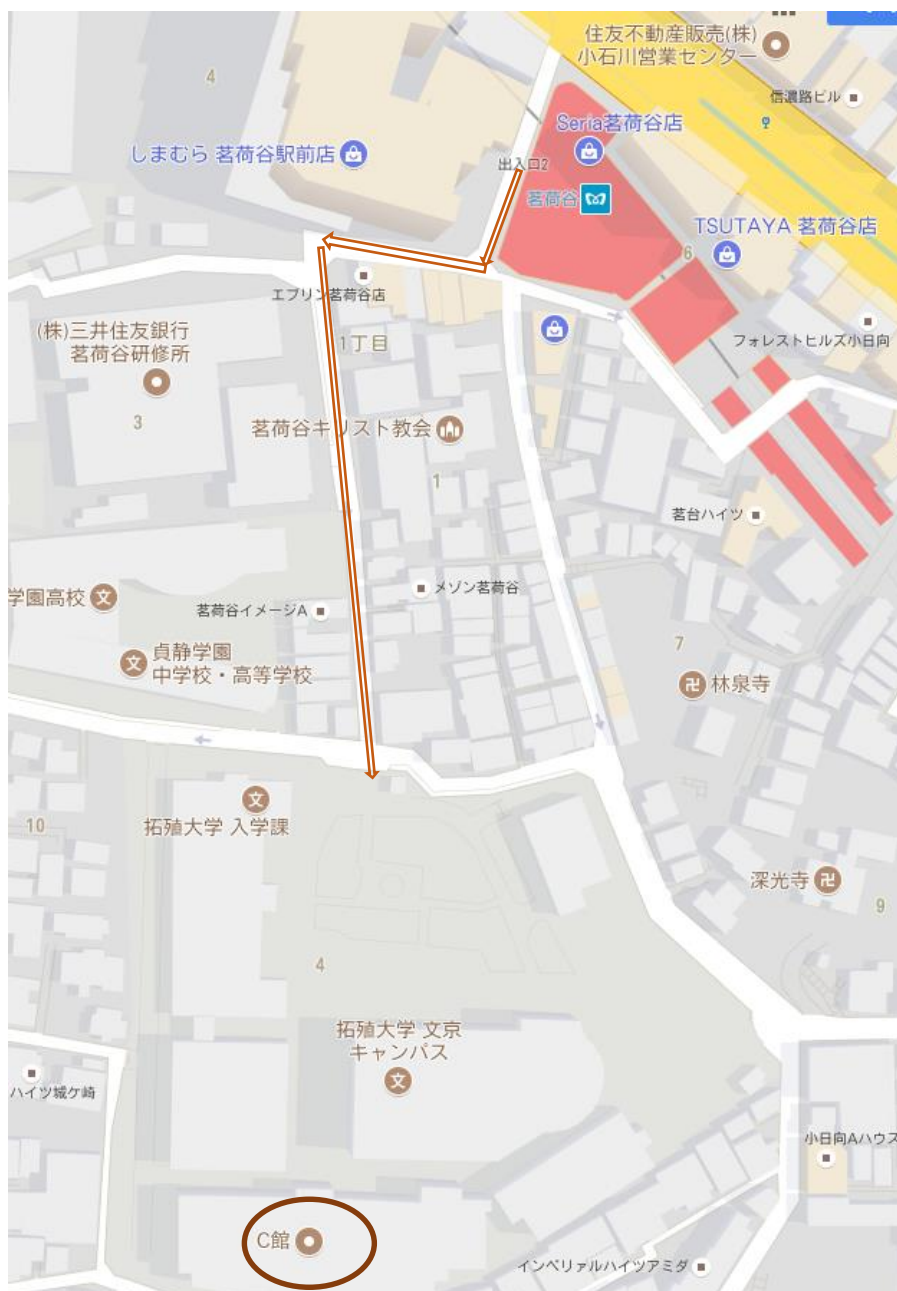 住友不動産販売(株)
小石川営業センター
4
信濃路ビル
Seria茗荷谷店
しまむら 茗荷谷駅前店
出入口2
茗荷谷
TSUTAYA 茗荷谷店
6
エブリン茗荷谷店
(株)三井住友銀行
茗荷谷研修所
1丁目
フォレストヒルズ小日向
3
茗荷谷キリスト教会
1
茗台ハイツ
メゾン茗荷谷
学園高校
茗荷谷イメージA
7
貞静学園
中学校・高等学校
林泉寺
10
拓殖大学 入学課
深光寺
9
4
拓殖大学 文京
キャンパス
ハイツ城ケ崎
小日向Aハウス
C館
インペリァルハイツアミダ